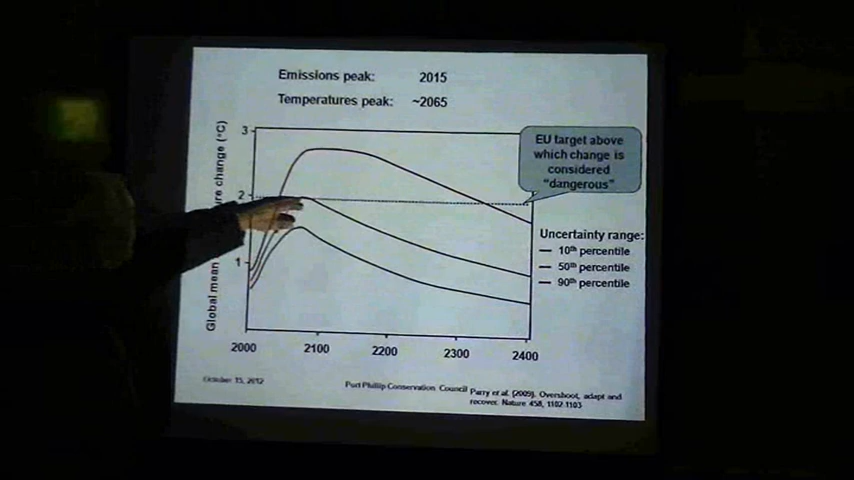 Emissions peak: 2015
Temperatures peak: ~2065
EU target above
which change is
considered
"dangerous"
3
2
1
0
Global mean ure change (°C)
2000 2100 2200 2300 2400
Uncertainty range:
— 10th percentile
— 50th percentile
— 90th percentile
October 15, 2012
Port Phillip Conservation Council
Parry et al. (2009). Overshoot, adapt and
recover. Nature 458, 1102-1103